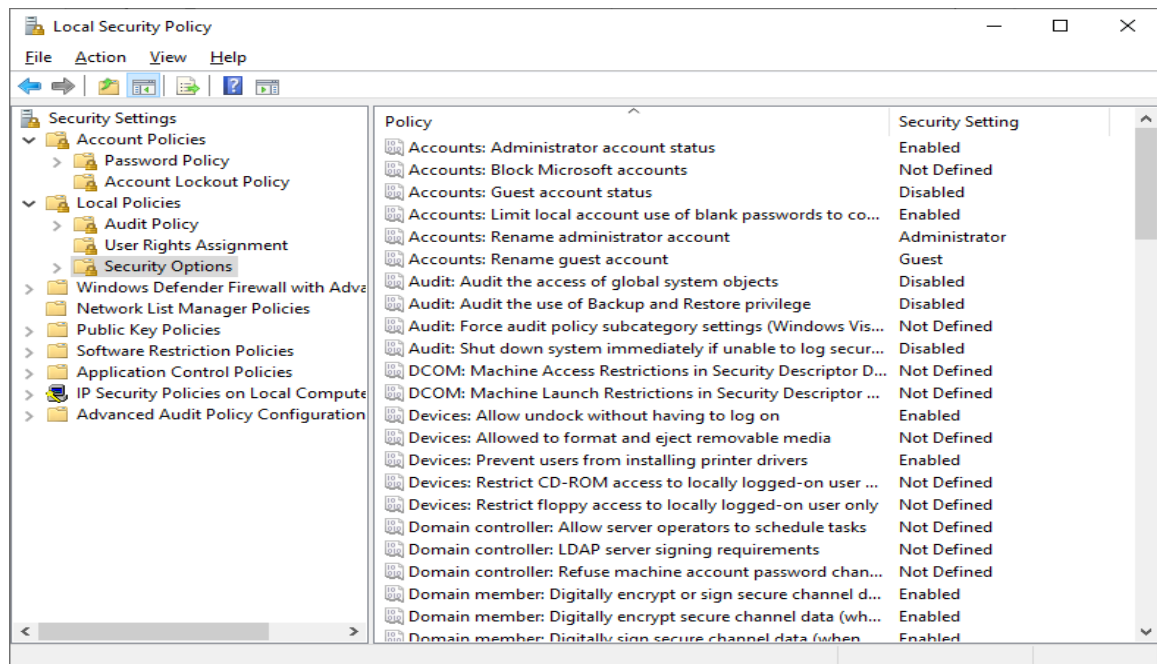 Local Security Policy
File Action View Help
Security Settings
Account Policies
Password Policy
Account Lockout Policy
Local Policies
Audit Policy
User Rights Assignment
Security Options
Windows Defender Firewall with Adva
Network List Manager Policies
Public Key Policies
Software Restriction Policies
Application Control Policies
IP Security Policies on Local Compute
Advanced Audit Policy Configuration
Policy Security Setting
Accounts: Administrator account status Enabled
Accounts: Block Microsoft accounts Not Defined
Accounts: Guest account status Disabled
Accounts: Limit local account use of blank passwords to co... Enabled
Accounts: Rename administrator account Administrator
Accounts: Rename guest account Guest
Audit: Audit the access of global system objects Disabled
Audit: Audit the use of Backup and Restore privilege Disabled
Audit: Force audit policy subcategory settings (Windows Vis... Not Defined
Audit: Shut down system immediately if unable to log secur... Disabled
DCOM: Machine Access Restrictions in Security Descriptor D... Not Defined
DCOM: Machine Launch Restrictions in Security Descriptor ... Not Defined
Devices: Allow undock without having to log on Enabled
Devices: Allowed to format and eject removable media Not Defined
Devices: Prevent users from installing printer drivers Enabled
Devices: Restrict CD-ROM access to locally logged-on user ... Not Defined
Devices: Restrict floppy access to locally logged-on user only Not Defined
Domain controller: Allow server operators to schedule tasks Not Defined
Domain controller: LDAP server signing requirements Not Defined
Domain controller: Refuse machine account password chan... Not Defined
Domain member: Digitally encrypt or sign secure channel d... Enabled
Domain member: Digitally encrypt secure channel data (wh... Enabled
Domain member: Digitally sign secure channel data (when Enabled